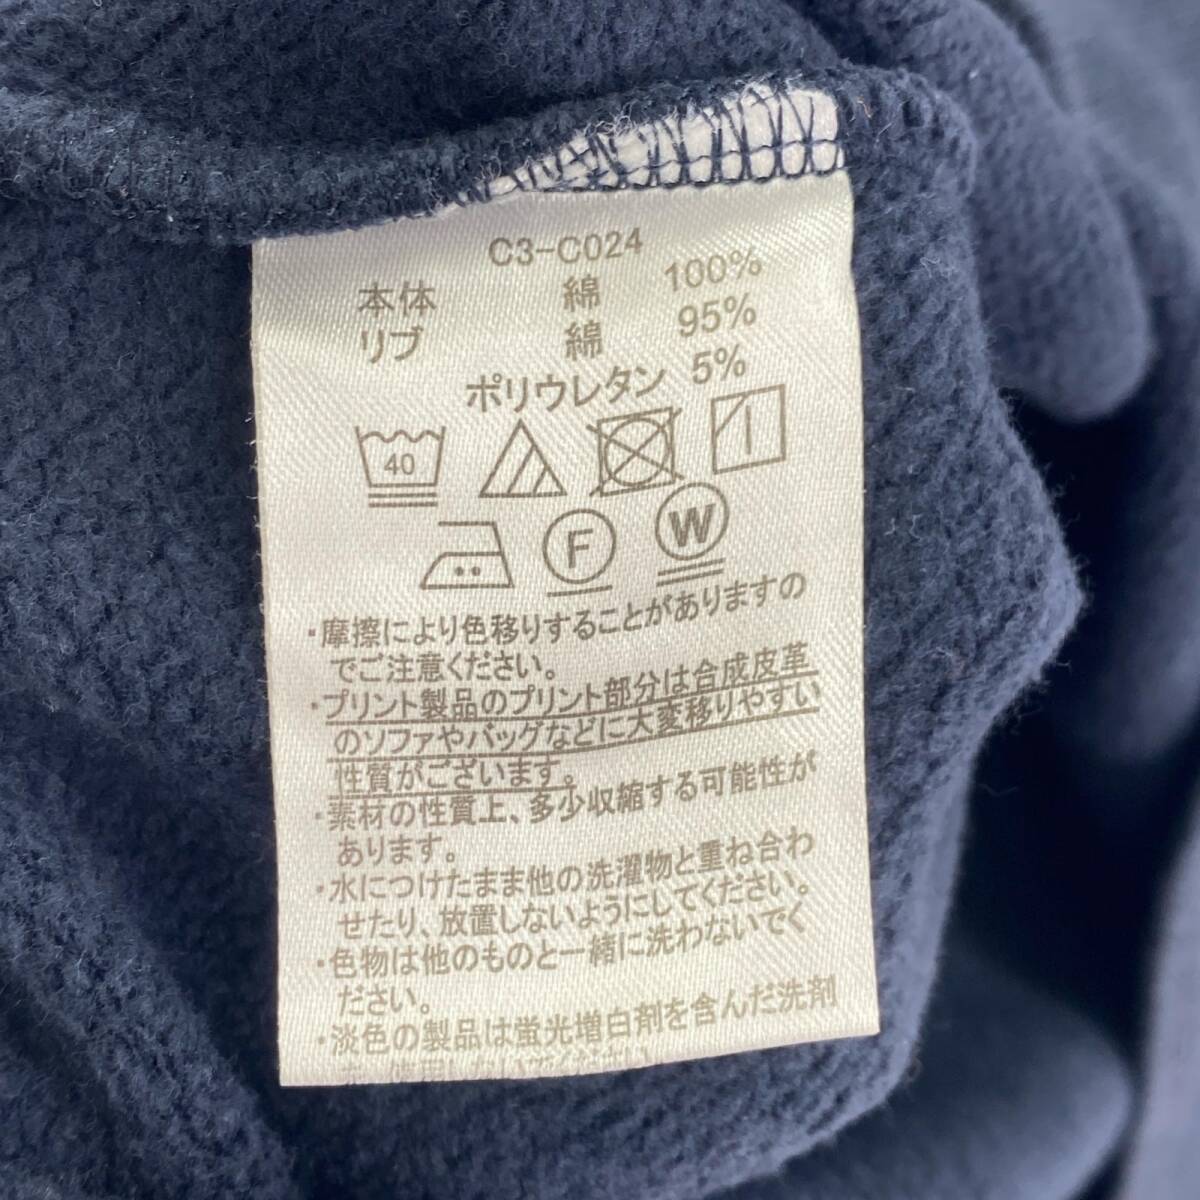 C3-C024
本体 綿 100%
リブ 綿 95%
ポリウレタン 5%
40
F W
・摩擦により色移りすることがありますの
でご注意ください。
・プリント製品のプリント部分は合成皮革
のソファやバッグなどに大変移りやすい
性質がございます。
・素材の性質上、多少収縮する可能性が
あります。
・水につけたまま他の洗濯物と重ね合わ
せたり、放置しないようにしてください。
・色物は他のものと一緒に洗わないでく
ださい。
・淡色の製品は蛍光増白剤を含んだ洗剤